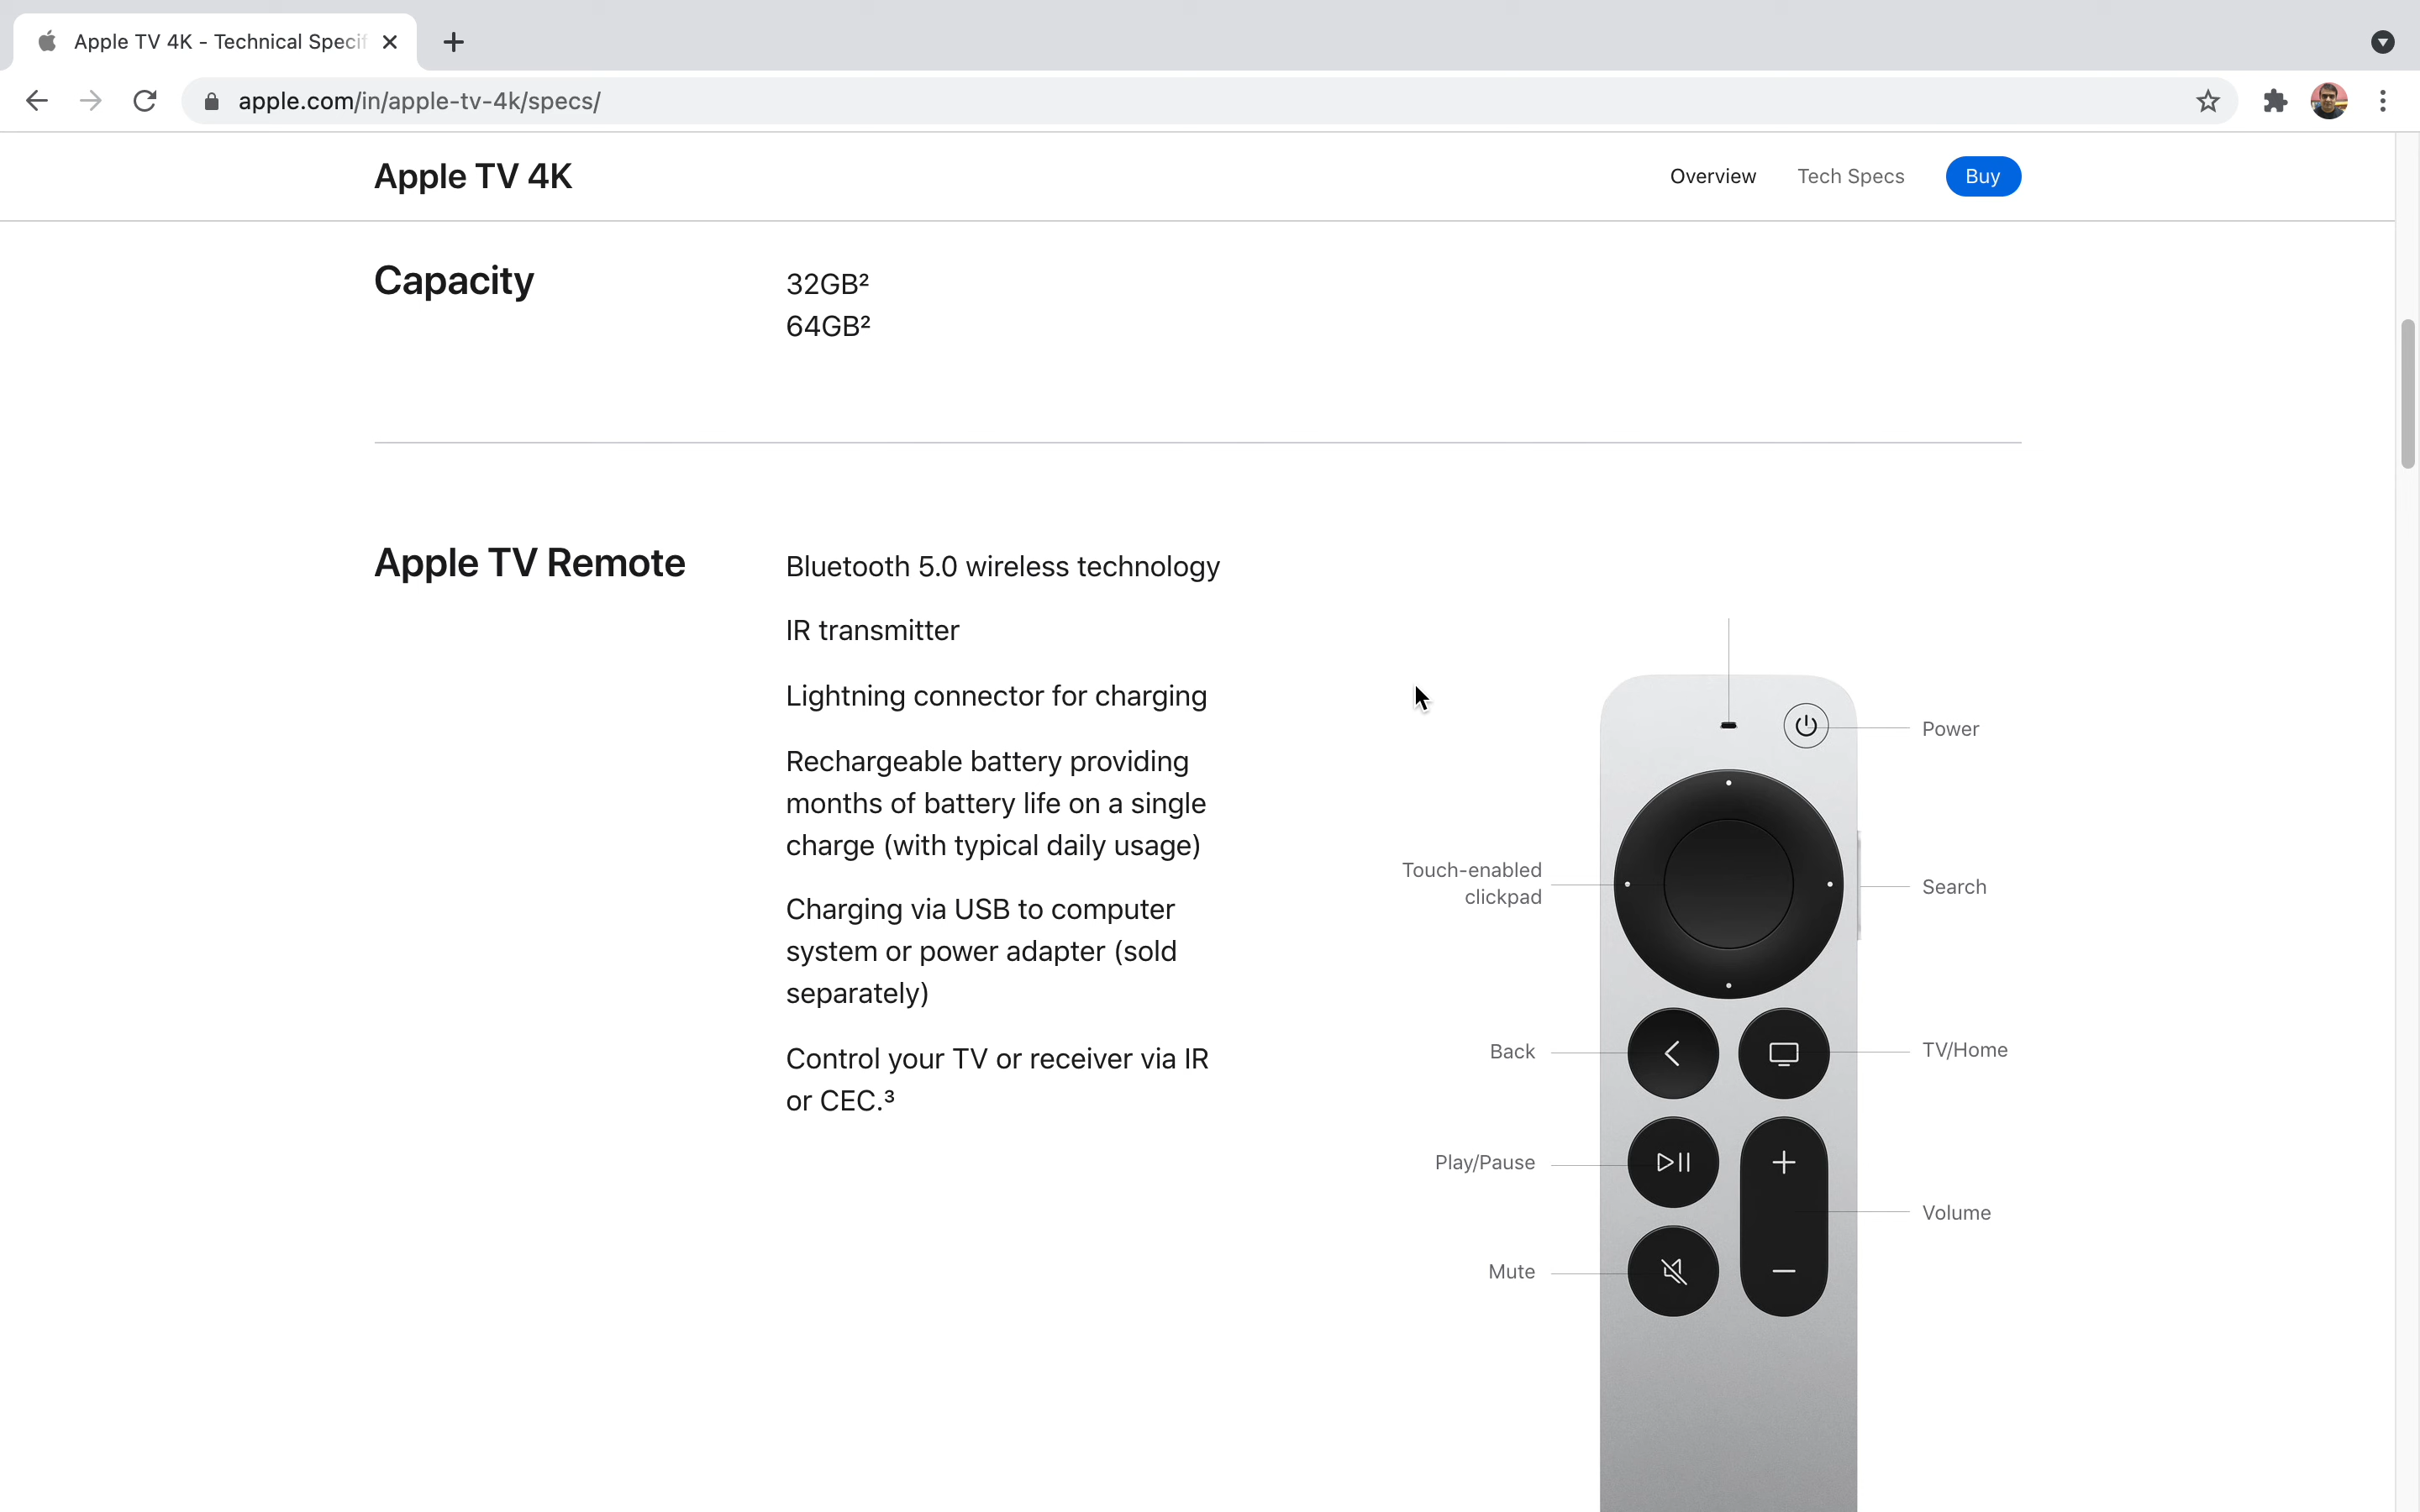 Apple TV 4K - Technical Specif
apple.com/in/apple-tv-4k/specs/
Apple TV 4K
Overview
Tech Specs
Buy
Capacity
32GB²
64GB²
Apple TV Remote
Bluetooth 5.0 wireless technology
IR transmitter
Lightning connector for charging
Rechargeable battery providing
months of battery life on a single
charge (with typical daily usage)
Charging via USB to computer
system or power adapter (sold
separately)
Control your TV or receiver via IR
or CEC.³
Power
Touch-enabled
clickpad
Search
Back
TV/Home
Play/Pause
Volume
Mute